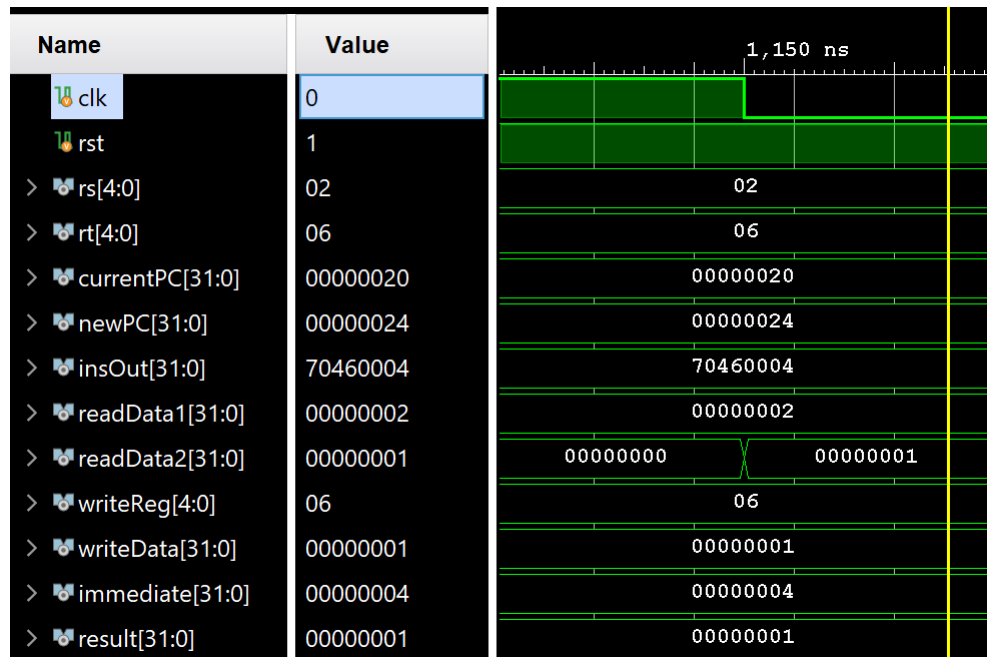 Name Value 1,150 ns
clk 0
rst 1
rs[4:0] 02 02
rt[4:0] 06 06
currentPC[31:0] 00000020 00000020
newPC[31:0] 00000024 00000024
insOut[31:0] 70460004 70460004
readData1[31:0] 00000002 00000002
readData2[31:0] 00000001 00000000 00000001
writeReg[4:0] 06 06
writeData[31:0] 00000001 00000001
immediate[31:0] 00000004 00000004
result[31:0] 00000001 00000001